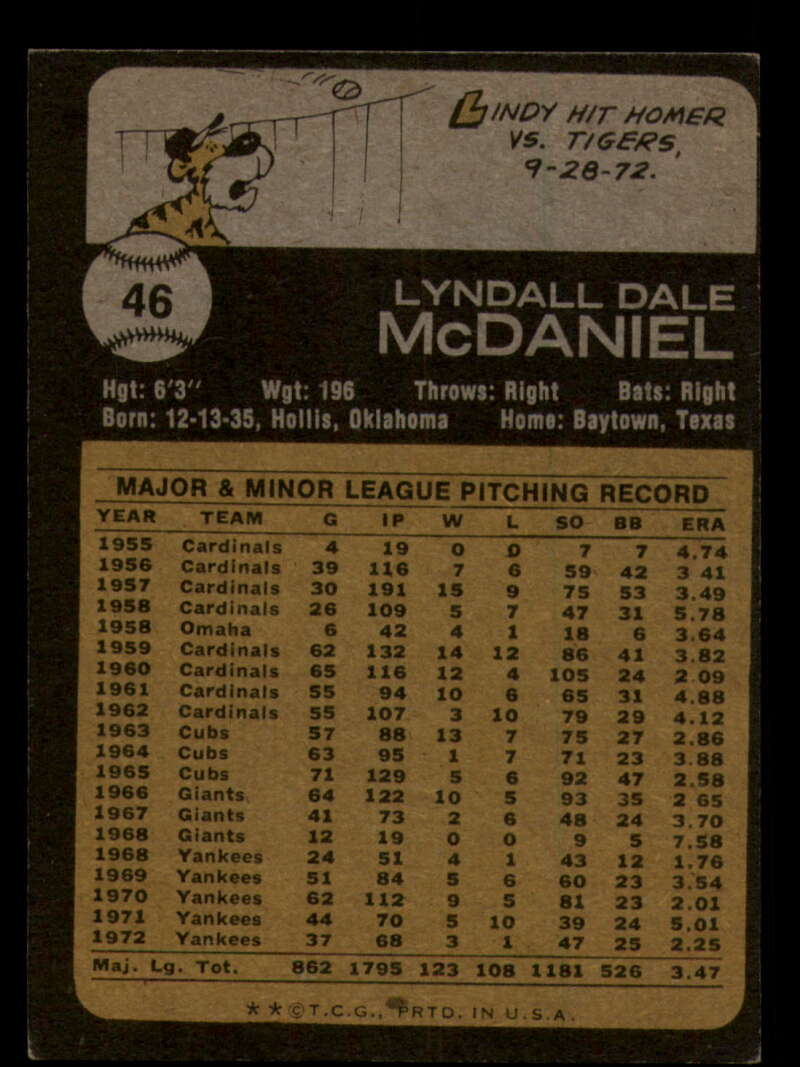 LINDY HIT HOMER
VS. TIGERS,
9-28-72.
46
LYNDALL DALE
McDANIEL
Hgt: 6'3" Wgt: 196 Throws: Right Bats: Right
Born: 12-13-35, Hollis, Oklahoma Home: Baytown, Texas
MAJOR & MINOR LEAGUE PITCHING RECORD
YEAR TEAM G IP W L SO BB ERA
1955 Cardinals 4 19 0 0 7 7 4.74
1956 Cardinals 39 116 7 6 59 42 3 41
1957 Cardinals 30 191 15 9 75 53 3.49
1958 Cardinals 26 109 5 7 47 31 5.78
1958 Omaha 6 42 4 1 18 6 3.64
1959 Cardinals 62 132 14 12 86 41 3.82
1960 Cardinals 65 116 12 4 105 24 2.09
1961 Cardinals 55 94 10 6 65 31 4.88
1962 Cardinals 55 107 3 10 79 29 4.12
1963 Cubs 57 88 13 7 75 27 2.86
1964 Cubs 63 95 1 7 71 23 3.88
1965 Cubs 71 129 5 6 92 47 2.58
1966 Giants 64 122 10 5 93 35 2 65
1967 Giants 41 73 2 6 48 24 3.70
1968 Giants 12 19 0 0 9 5 7.58
1968 Yankees 24 51 4 1 43 12 1.76
1969 Yankees 51 84 5 6 60 23 3.54
1970 Yankees 62 112 9 5 81 23 2.01
1971 Yankees 44 70 5 10 39 24 5.01
1972 Yankees 37 68 3 1 47 25 2.25
Maj. Lg. Tot. 862 1795 123 108 1181 526 3.47
* * © T.C.G., PRTD. IN U.S.A.